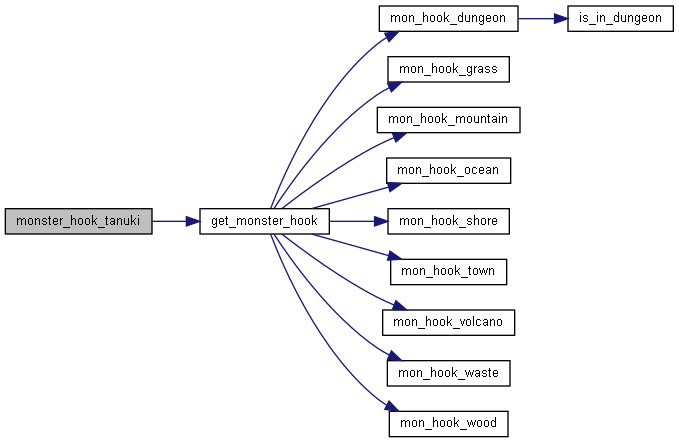 mon_hook_dungeon
is_in_dungeon
mon_hook_grass
mon_hook_mountain
mon_hook_ocean
monster_hook_tanuki
get_monster_hook
mon_hook_shore
mon_hook_town
mon_hook_volcano
mon_hook_waste
mon_hook_wood